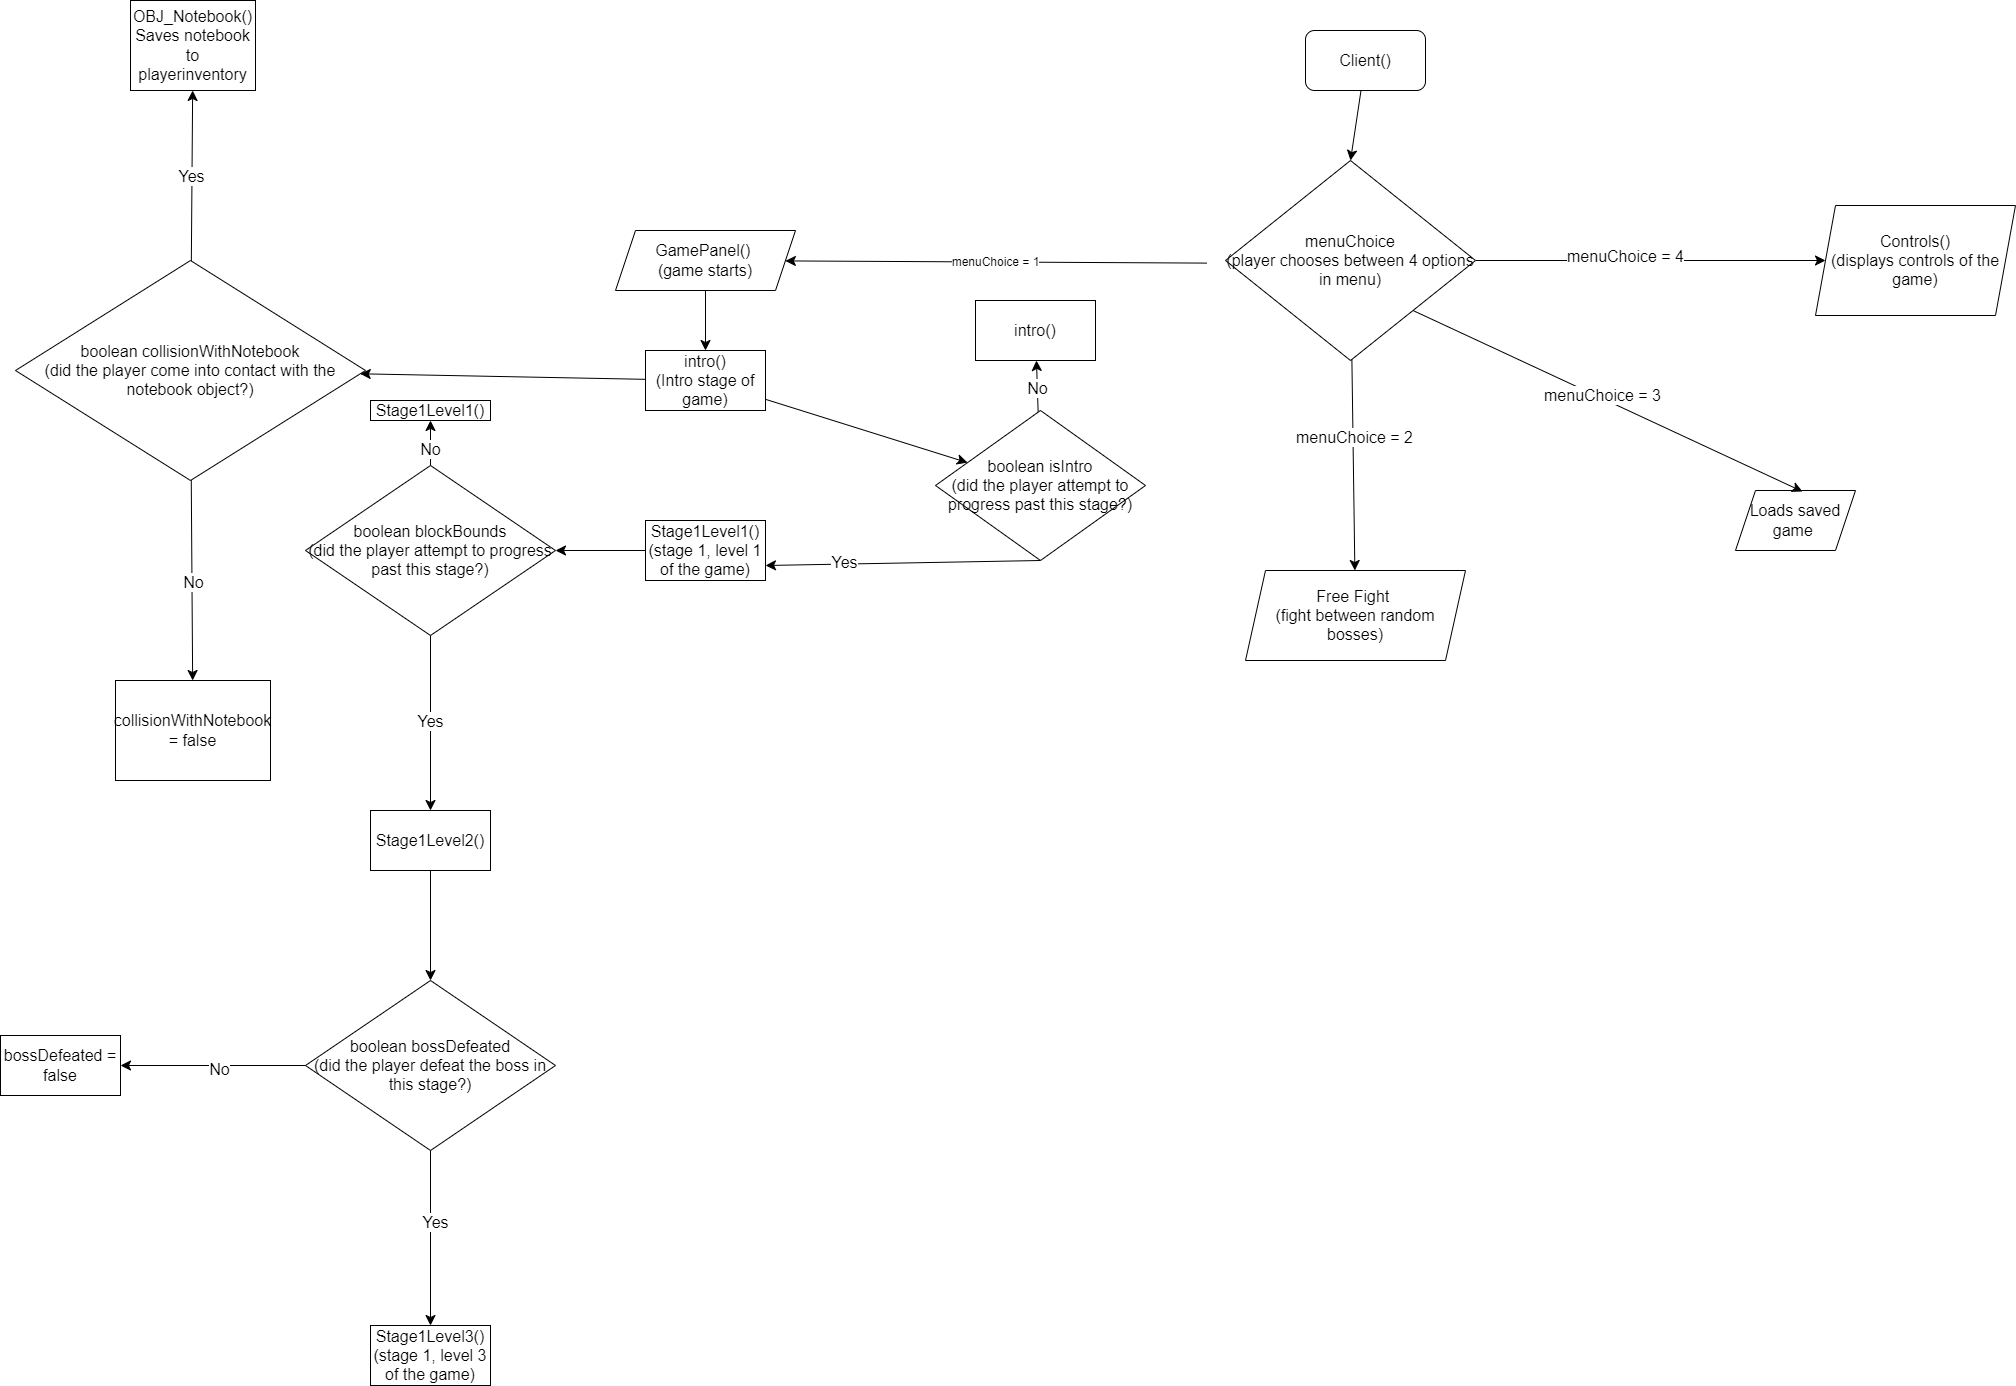 OBJ_Notebook()
Saves notebook
to
playerinventory
Yes
boolean collisionWithNotebook
(did the player come into contact with the
notebook object?)
No
collisionWithNotebook
= false
Client()
menuChoice
(player chooses between 4 options
in menu)
menuChoice = 1
menuChoice = 4
Controls()
(displays controls of the
game)
menuChoice = 3
Loads saved
game
menuChoice = 2
Free Fight
(fight between random
bosses)
GamePanel()
(game starts)
intro()
(Intro stage of
game)
intro()
No
boolean isIntro
(did the player attempt to
progress past this stage?)
Yes
Stage1Level1()
(stage 1, level 1
of the game)
Stage1Level1()
No
boolean blockBounds
(did the player attempt to progress
past this stage?)
Yes
Stage1Level2()
boolean bossDefeated
(did the player defeat the boss in
this stage?)
No
bossDefeated =
false
Yes
Stage1Level3()
(stage 1, level 3
of the game)